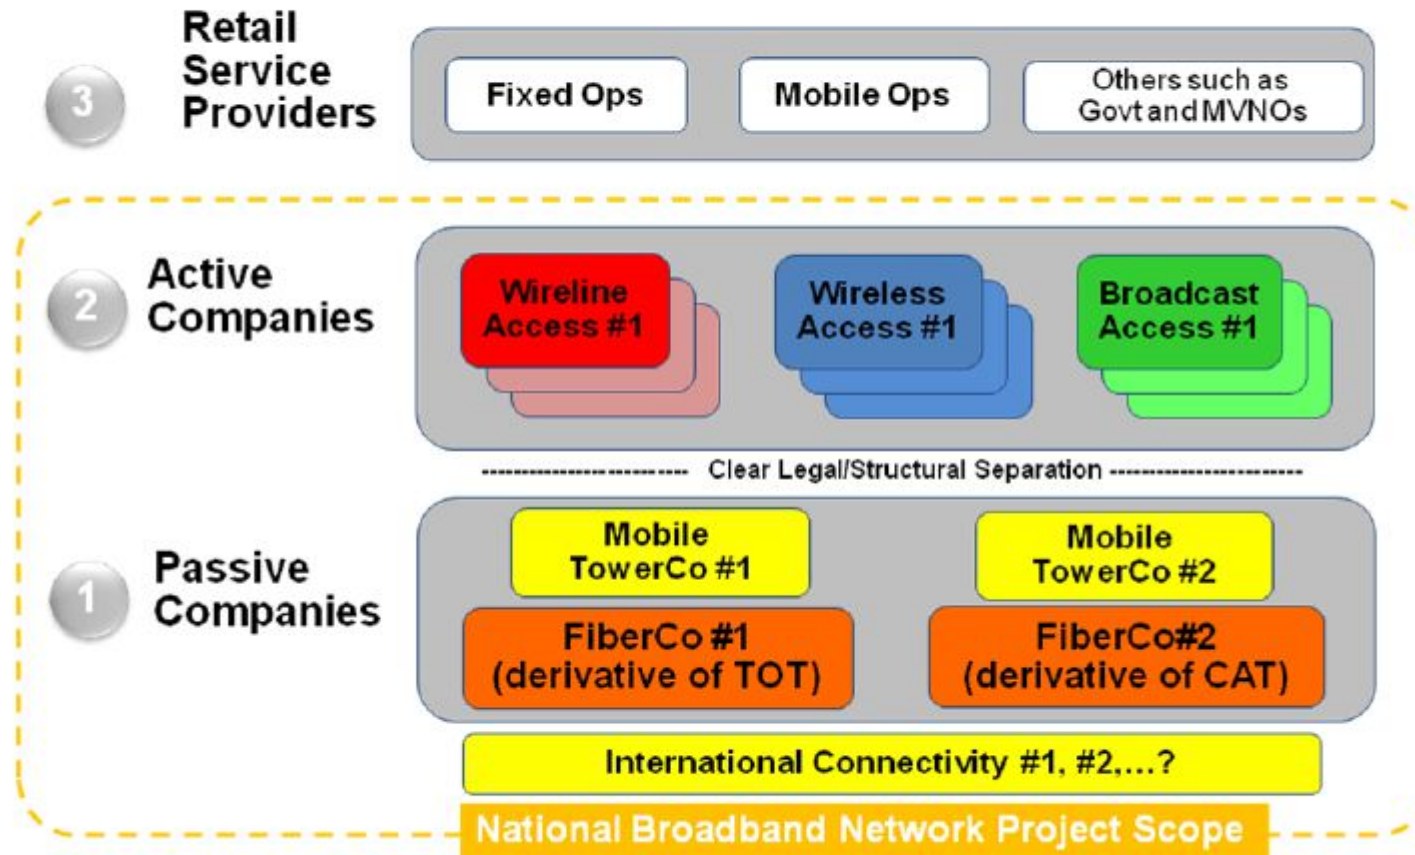 3
Retail
Service
Providers
Fixed Ops
Mobile Ops
Others such as
Govt and MVNOs
2
Active
Companies
Wireline
Access #1
Wireless
Access #1
Broadcast
Access #1
-------------------------- Clear Legal/Structural Separation ------------------------
1
Passive
Companies
Mobile
TowerCo #1
Mobile
TowerCo #2
FiberCo #1
(derivative of TOT)
FiberCo#2
(derivative of CAT)
International Connectivity #1, #2,...?
National Broadband Network Project Scope